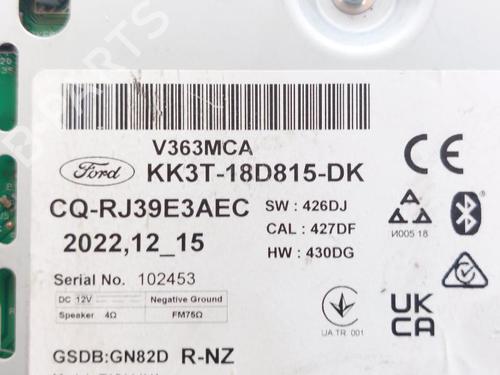 V363MCA
Ford KK3T-18D815-DK
CQ-RJ39E3AEC
SW : 426DJ
2022,12_15
CAL : 427DF
HW : 430DG
И005 18
Serial No. 102453
DC 12V
Negative Ground
Speaker 4Ω
FM75Ω
UA.TR.001
UK
CA
GSDB:GN82D R-NZ